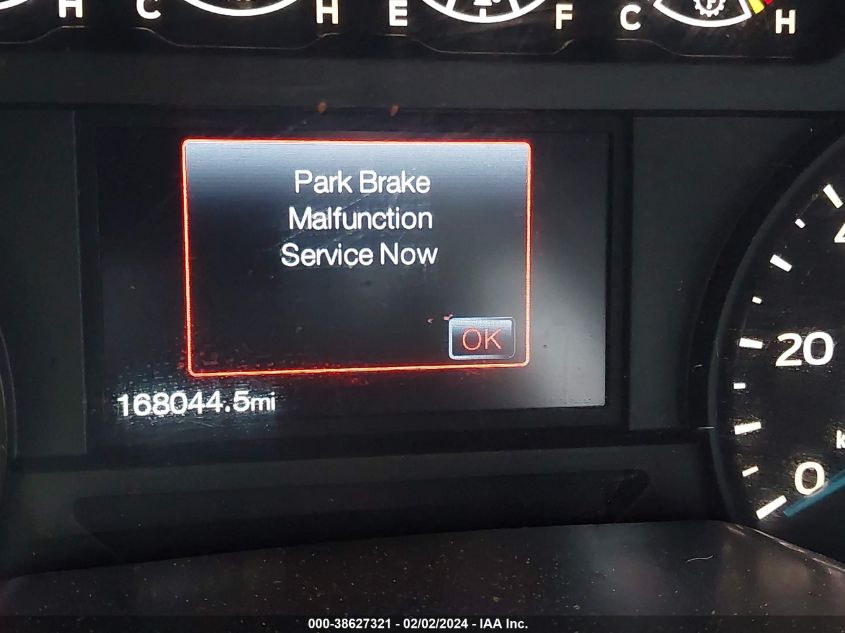 H C H E F C H
Park Brake
Malfunction
Service Now
OK
168044.5mi
20
0
000-38627321 - 02/02/2024 - IAA Inc.